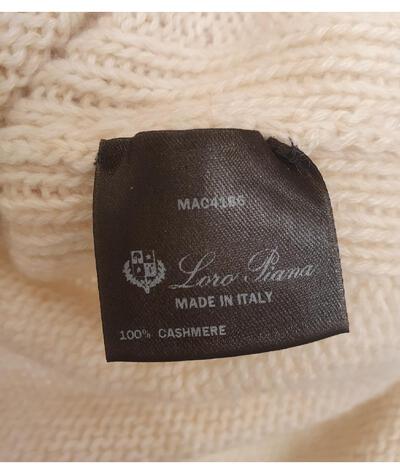 MAC4186
Loro Piana
MADE IN ITALY
100% CASHMERE